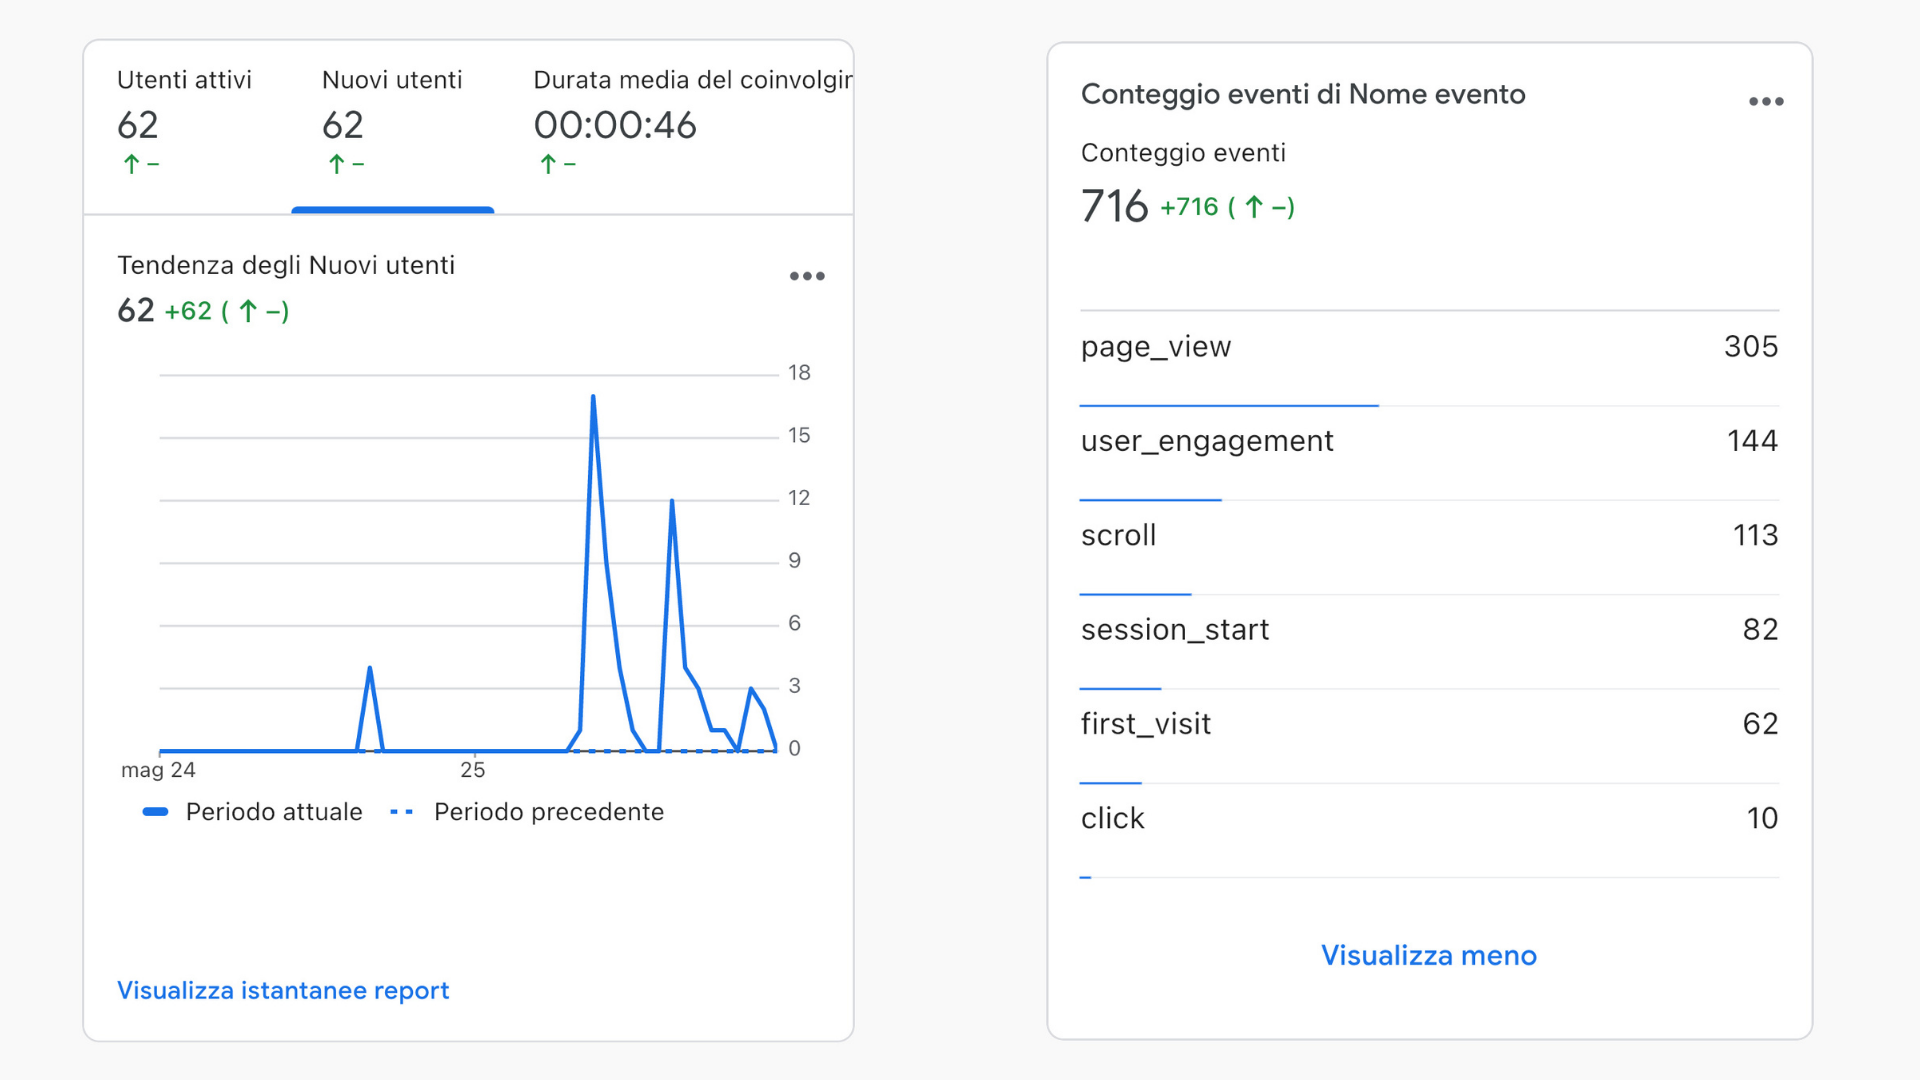 Utenti attivi
62
↑ –
Nuovi utenti
62
↑ –
Durata media del coinvolgir
00:00:46
↑ –
Tendenza degli Nuovi utenti
62 +62 ( ↑ –)
18
15
12
9
6
3
0
mag 24
25
Periodo attuale
Periodo precedente
Visualizza istantanee report
Conteggio eventi di Nome evento
Conteggio eventi
716 +716 ( ↑ –)
page_view 305
user_engagement 144
scroll 113
session_start 82
first_visit 62
click 10
Visualizza meno